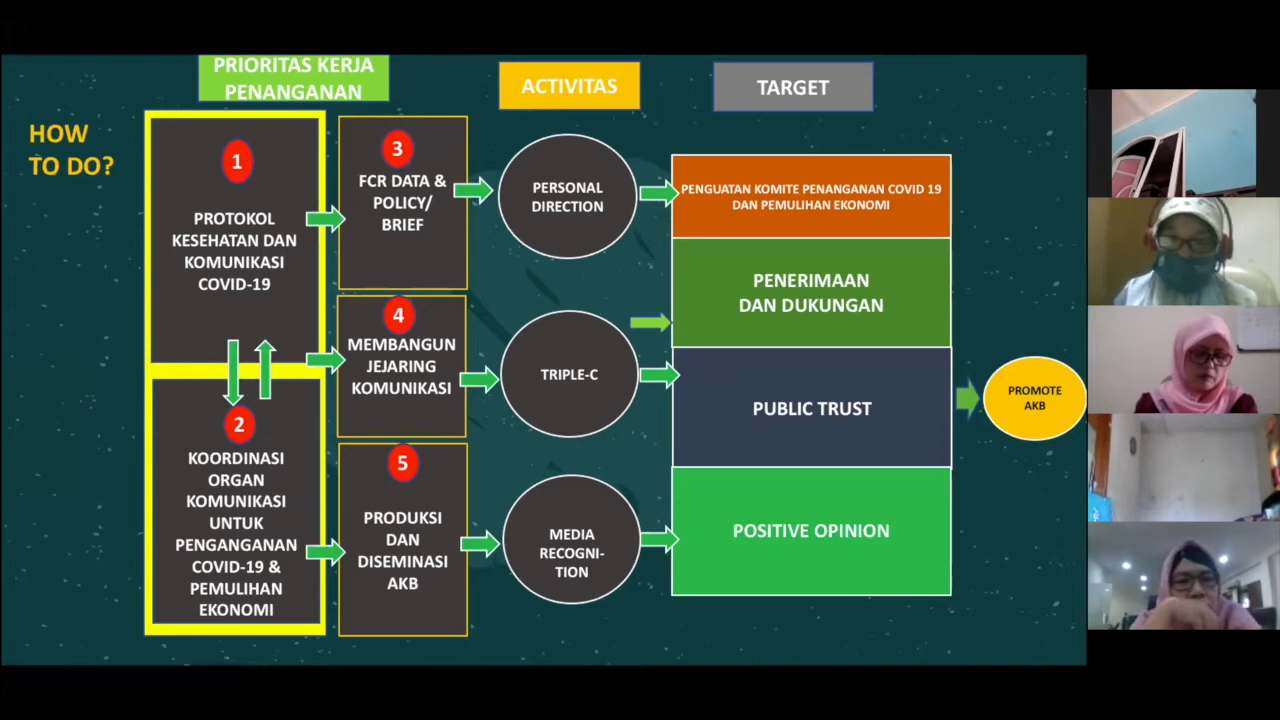 PRIORITAS KERJA
PENANGANAN
ACTIVITAS
TARGET
HOW
TO DO?
1
PROTOKOL
KESEHATAN DAN
KOMUNIKASI
COVID-19
2
KOORDINASI
ORGAN
KOMUNIKASI
UNTUK
PENGANGANAN
COVID-19 &
PEMULIHAN
EKONOMI
3
FCR DATA &
POLICY/
BRIEF
4
MEMBANGUN
JEJARING
KOMUNIKASI
5
PRODUKSI
DAN
DISEMINASI
AKB
PERSONAL
DIRECTION
TRIPLE-C
MEDIA
RECOGNI-
TION
PENGUATAN KOMITE PENANGANAN COVID 19
DAN PEMULIHAN EKONOMI
PENERIMAAN
DAN DUKUNGAN
PUBLIC TRUST
POSITIVE OPINION
PROMOTE
AKB